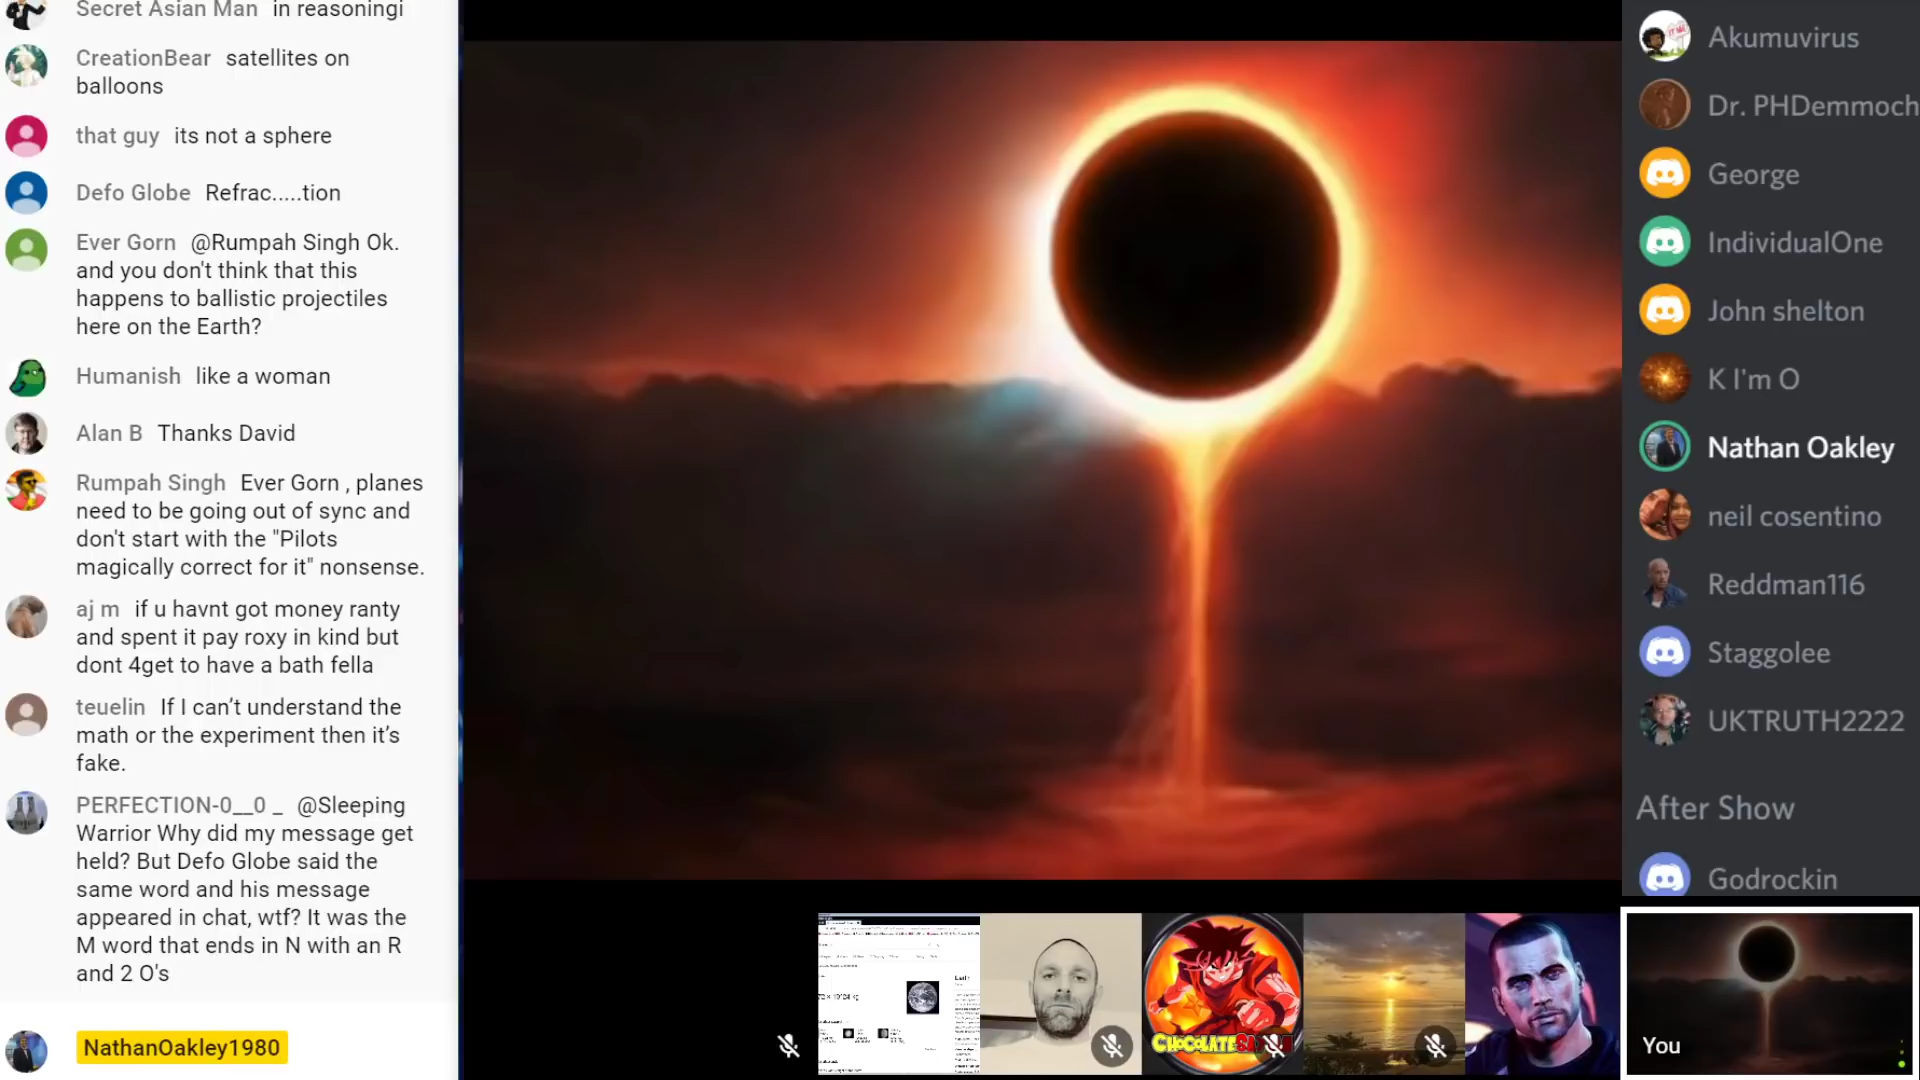 Secret Asian Man in reasoningi
CreationBear satellites on
balloons
that guy its not a sphere
Defo Globe Refrac.....tion
Ever Gorn @Rumpah Singh Ok.
and you don't think that this
happens to ballistic projectiles
here on the Earth?
Humanish like a woman
Alan B Thanks David
Rumpah Singh Ever Gorn , planes
need to be going out of sync and
don't start with the "Pilots
magically correct for it" nonsense.
aj m if u havnt got money ranty
and spent it pay roxy in kind but
dont 4get to have a bath fella
teuelin If I can’t understand the
math or the experiment then it’s
fake.
PERFECTION-0__0 _ @Sleeping
Warrior Why did my message get
held? But Defo Globe said the
same word and his message
appeared in chat, wtf? It was the
M word that ends in N with an R
and 2 O's
NathanOakley1980
Akumuvirus
Dr. PHDemmoch
George
IndividualOne
John shelton
K I'm O
Nathan Oakley
neil cosentino
Reddman116
Staggolee
UKTRUTH2222
After Show
Godrockin
You